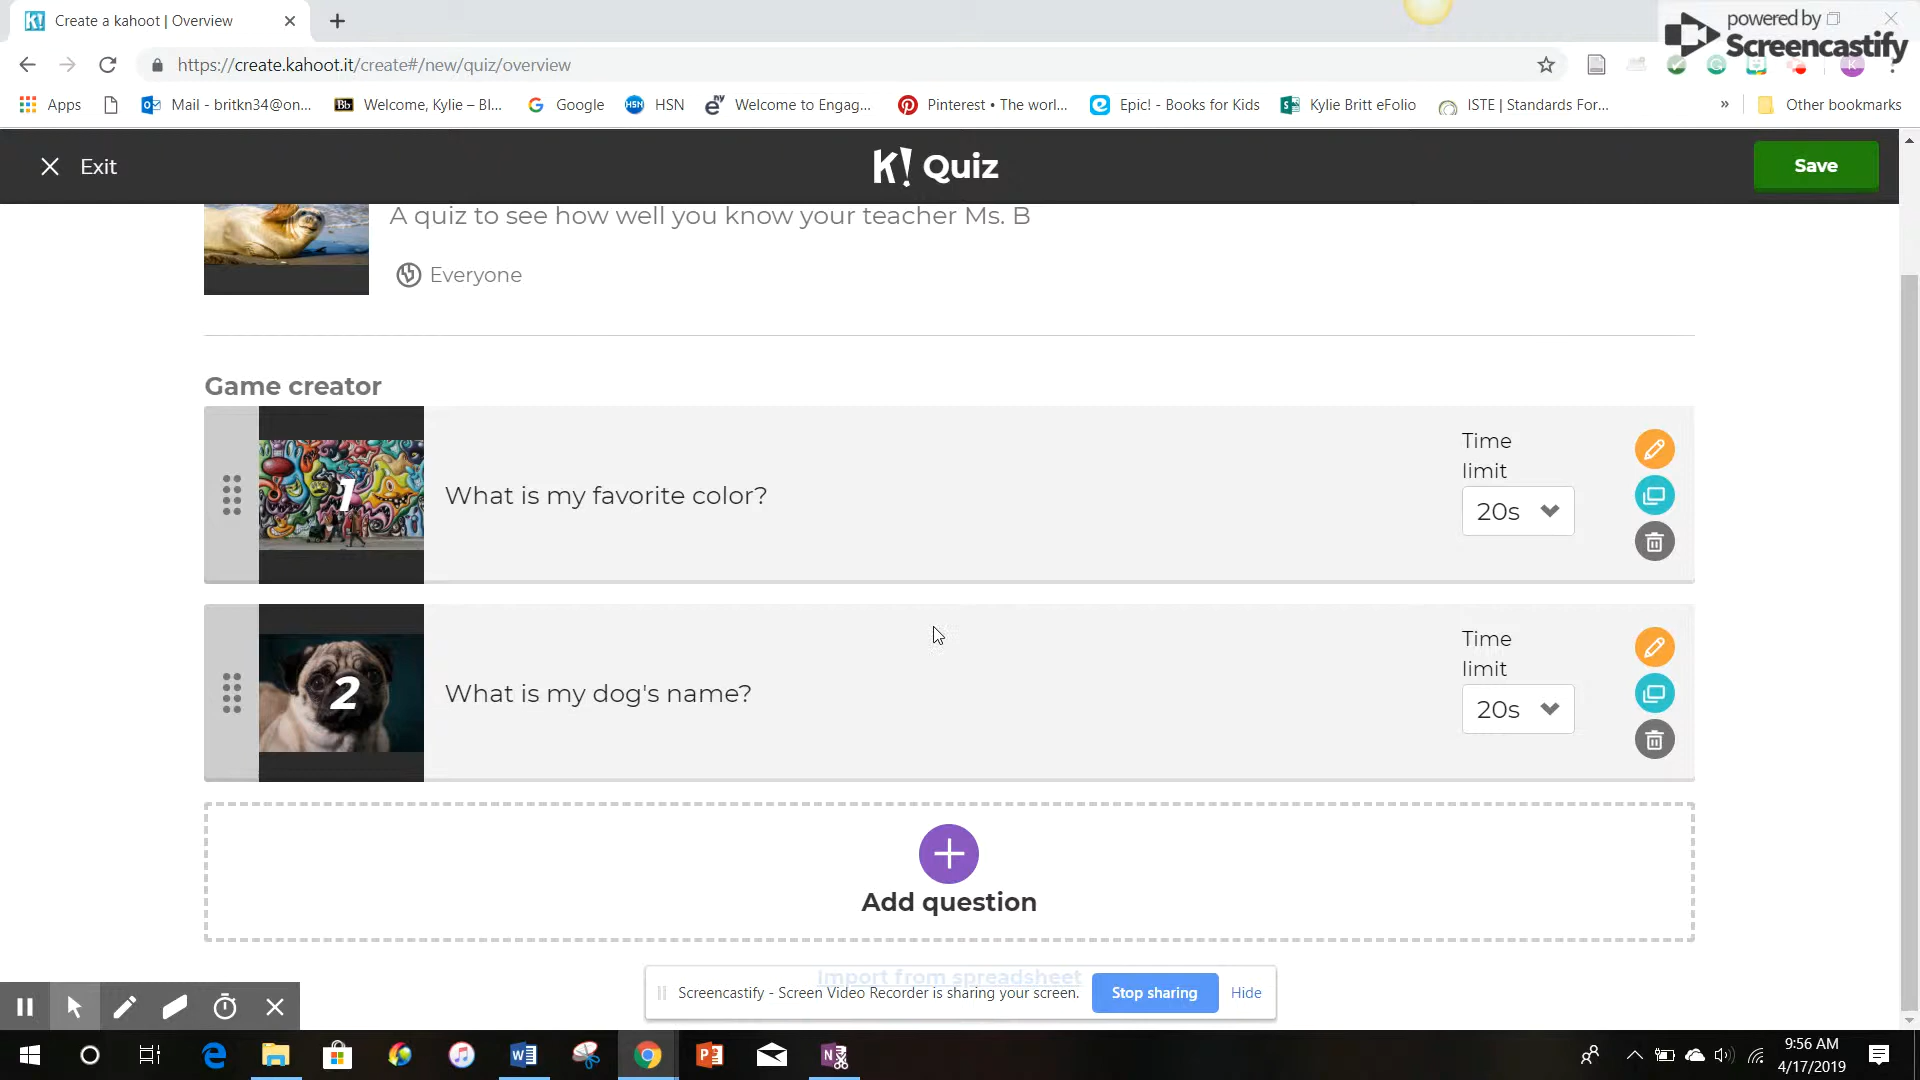 Create a kahoot | Overview
powered by
Screencastify
https://create.kahoot.it/create#/new/quiz/overview
Apps
Mail - britkn34@on...
Bb
Welcome, Kylie – Bl...
Google
HSN
HSN
Welcome to Engag...
Pinterest • The worl...
Epic! - Books for Kids
Kylie Britt eFolio
ISTE | Standards For...
»
Other bookmarks
Exit
K! Quiz
Save
A quiz to see how well you know your teacher Ms. B
Everyone
Game creator
1
What is my favorite color?
Time
limit
20s
2
What is my dog's name?
Time
limit
20s
Add question
Import from spreadsheet
Screencastify - Screen Video Recorder is sharing your screen.
Stop sharing
Hide
9:56 AM
4/17/2019